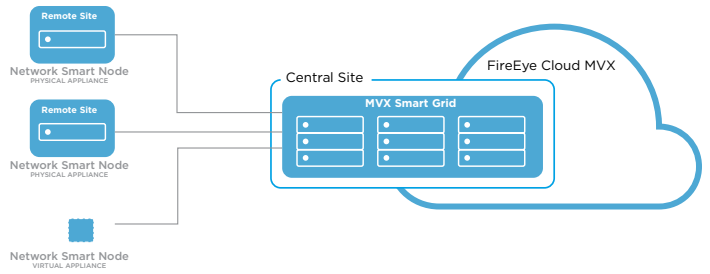 Remote Site
Network Smart Node
PHYSICAL APPLIANCE
Remote Site
Network Smart Node
PHYSICAL APPLIANCE
Network Smart Node
VIRTUAL APPLIANCE
Central Site
MVX Smart Grid
FireEye Cloud MVX